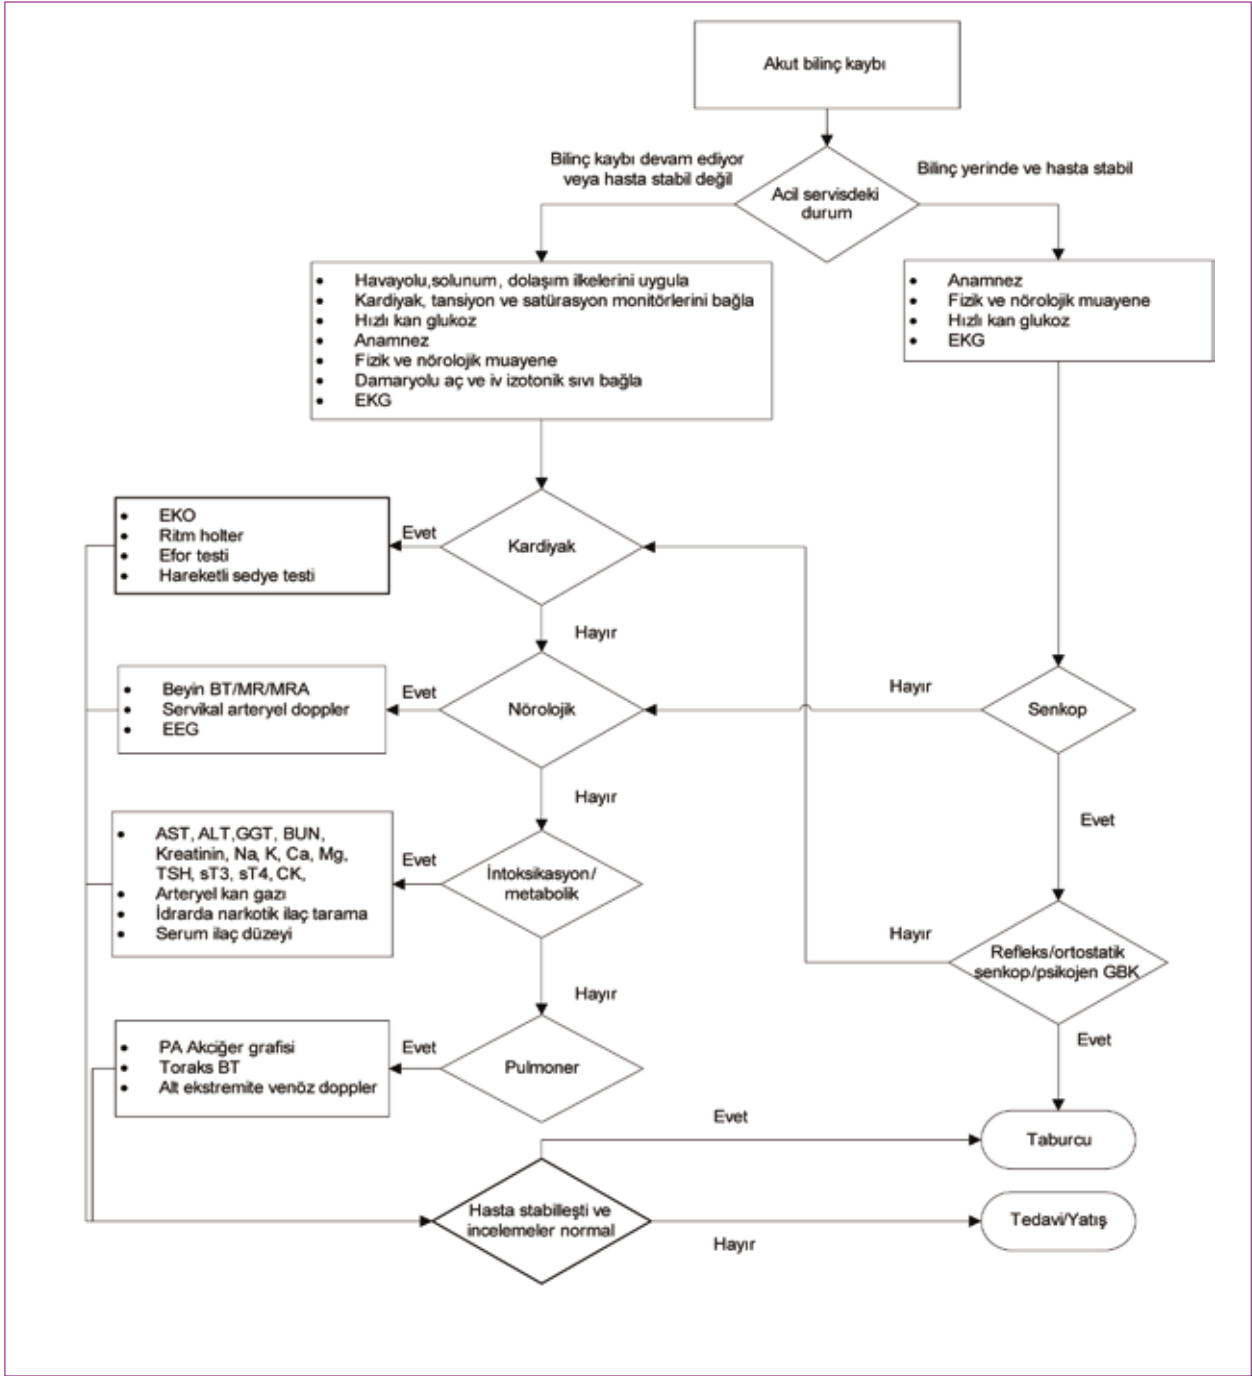 Akut bilinç kaybı
Bilinç kaybı devam ediyor
veya hasta stabil değil
Bilinç yerinde ve hasta stabil
Acil servisdeki
durum
• Havayolu,solunum, dolaşım ilkelerini uygula
• Kardiyak, tansiyon ve satürasyon monitörlerini bağla
• Hızlı kan glukoz
• Anamnez
• Fizik ve nörolojik muayene
• Damaryolu aç ve iv izotonik sıvı bağla
• EKG
• Anamnez
• Fizik ve nörolojik muayene
• Hızlı kan glukoz
• EKG
• EKO
• Ritm holter
• Efor testi
• Hareketli sedye testi
Evet
Kardiyak
Hayır
• Beyin BT/MR/MRA
• Servikal arteryel doppler
• EEG
Evet
Nörolojik
Hayır
Senkop
Hayır
Evet
• AST, ALT,GGT, BUN,
Kreatinin, Na, K, Ca, Mg,
TSH, sT3, sT4, CK,
• Arteryel kan gazı
• İdrarda narkotik ilaç tarama
• Serum ilaç düzeyi
Evet
İntoksikasyon/
metabolik
Hayır
Hayır
Refleks/ortostatik
senkop/psikojen GBK
Evet
• PA Akciğer grafisi
• Toraks BT
• Alt ekstremite venöz doppler
Evet
Pulmoner
Evet
Taburcu
Hasta stabilleşti ve
incelemeler normal
Hayır
Tedavi/Yatış